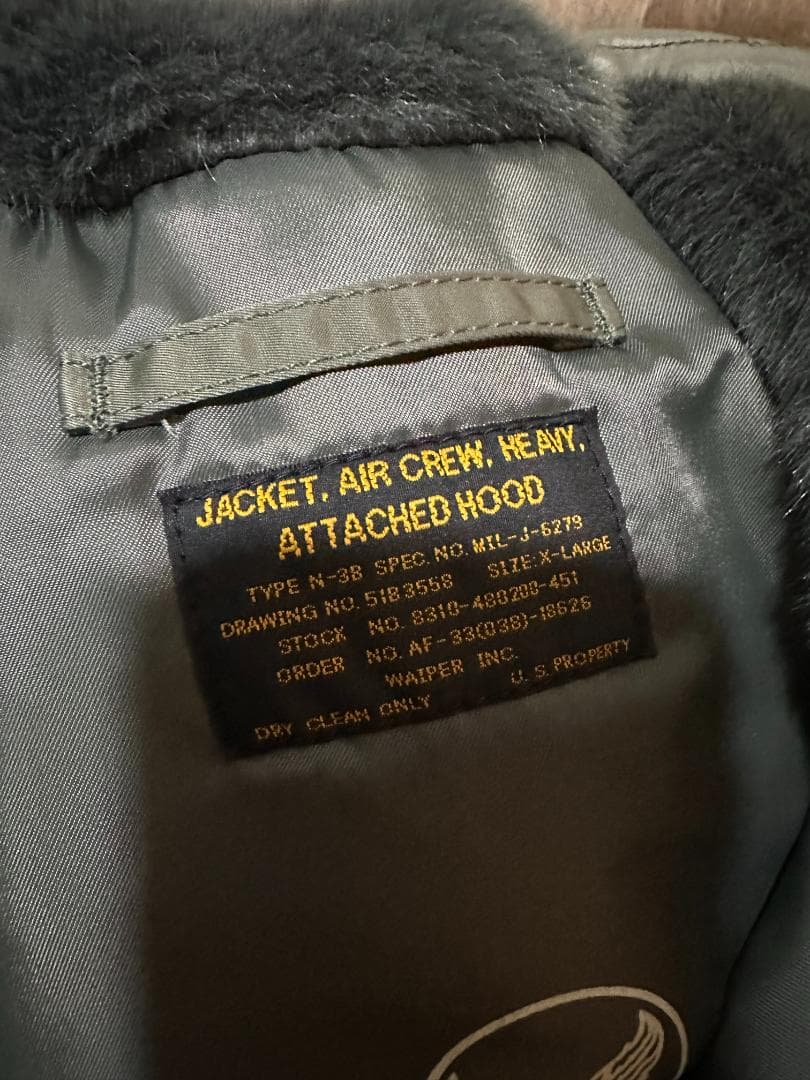 JACKET, AIR CREW, HEAVY,
ATTACHED HOOD
TYPE N-3B SPEC. NO. MIL-J-6279
DRAWING NO. 51B3558 SIZE: X-LARGE
STOCK NO. 8310-480200-451
ORDER NO. AF-33(038)-18626
WAIPER INC.
DRY CLEAN ONLY U. S. PROPERTY